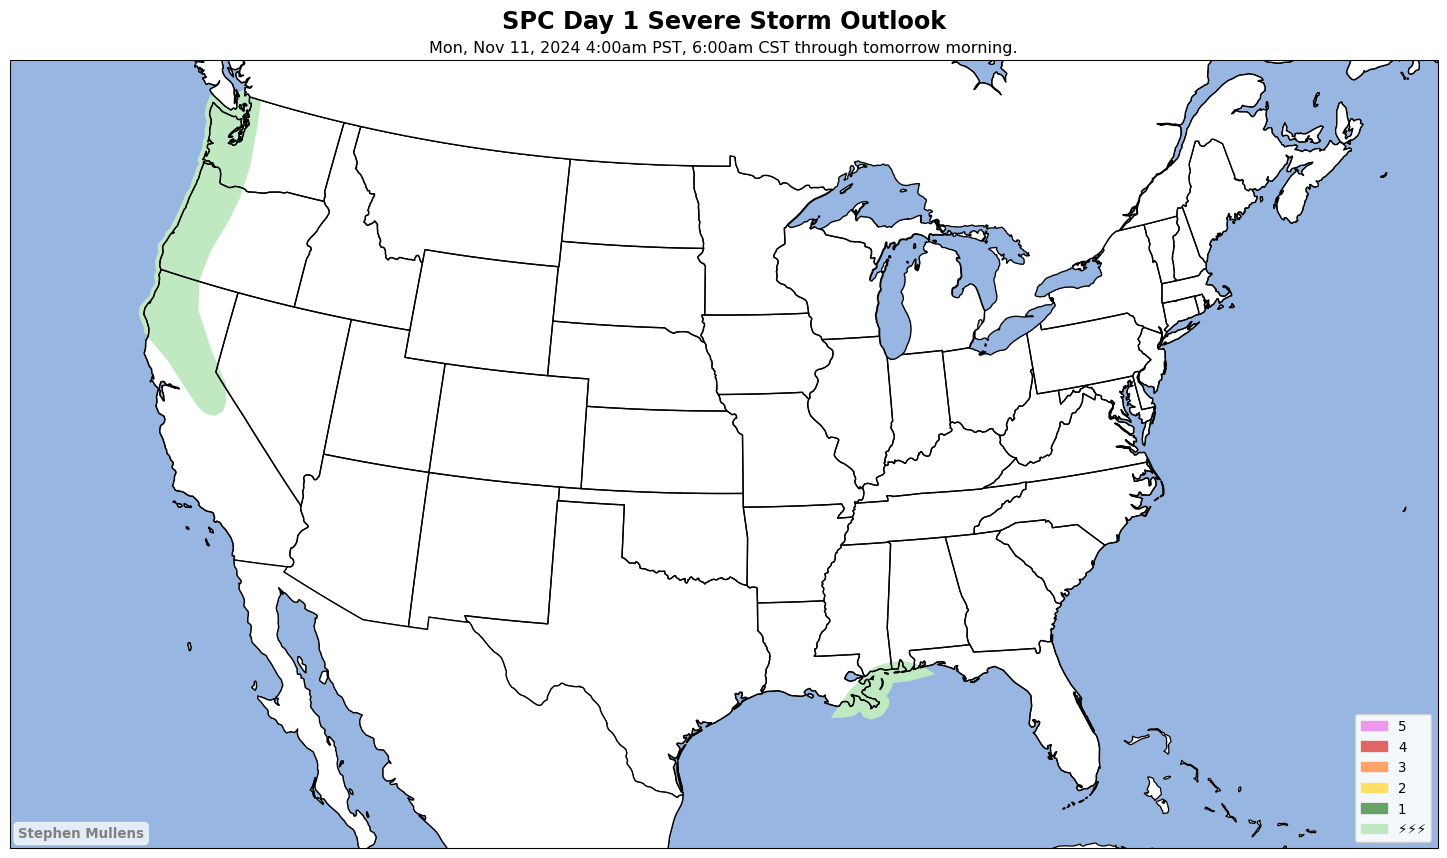 SPC Day 1 Severe Storm Outlook
Mon, Nov 11, 2024 4:00am PST, 6:00am CST through tomorrow morning.
5
4
3
2
1
⚡⚡⚡
Stephen Mullens